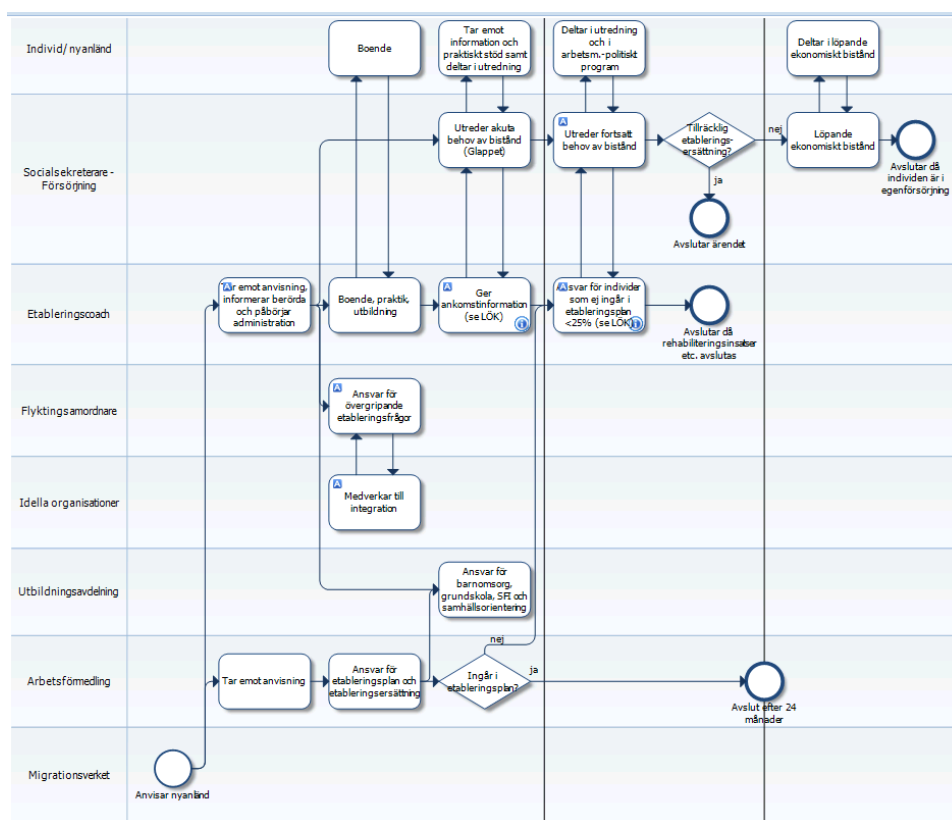 Individ/ nyanländ
Boende
Tar emot
information och
praktiskt stöd samt
deltar i utredning
Deltar i utredning
och i
arbetsm.-politiskt
program
Deltar i löpande
ekonomiskt bistånd
Socialsekreterare -
Försörjning
A
Utreder akuta
behov av bistånd
(Glappet)
A
Utreder fortsatt
behov av bistånd
Tillräcklig
etablerings-
ersättning?
nej
ja
Löpande
ekonomiskt bistånd
Avslutar då
individen är i
egenförsörjning
Avslutar ärendet
Etableringscoach
A
Tar emot anvisning,
informerar berörda
och påbörjar
administration
A
Boende, praktik,
utbildning
A
Ger
ankomstinformation
(se LÖK)
i
A
Ansvar för individer
som ej ingår i
etableringsplan
<25% (se LÖK)
i
Avslutar då
rehabiliteringsinsatser
etc. avslutas
Flyktingsamordnare
A
Ansvar för
övergripande
etableringsfrågor
Idella organisationer
A
Medverkar till
integration
Utbildningsavdelning
Ansvar för
barnomsorg,
grundskola, SFI och
samhällsorientering
Arbetsförmedling
Tar emot anvisning
Ansvar för
etableringsplan och
etableringsersättning
Ingår i
etableringsplan?
nej
ja
Avslut efter 24
månader
Migrationsverket
Anvisar nyanländ